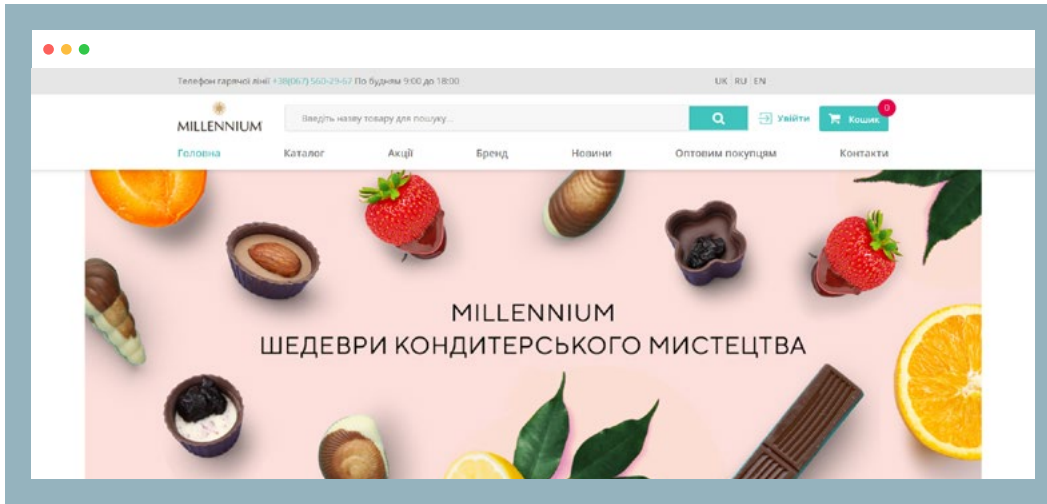 Телефон гарячої лінії +38(067) 560-29-67 По будням 9:00 до 18:00
UK RU EN
MILLENNIUM
Введіть назву товару для пошуку...
Увійти
Кошик
0
Головна Каталог Акції Бренд Новини Оптовим покупцям Контакти
MILLENNIUM
ШЕДЕВРИ КОНДИТЕРСЬКОГО МИСТЕЦТВА